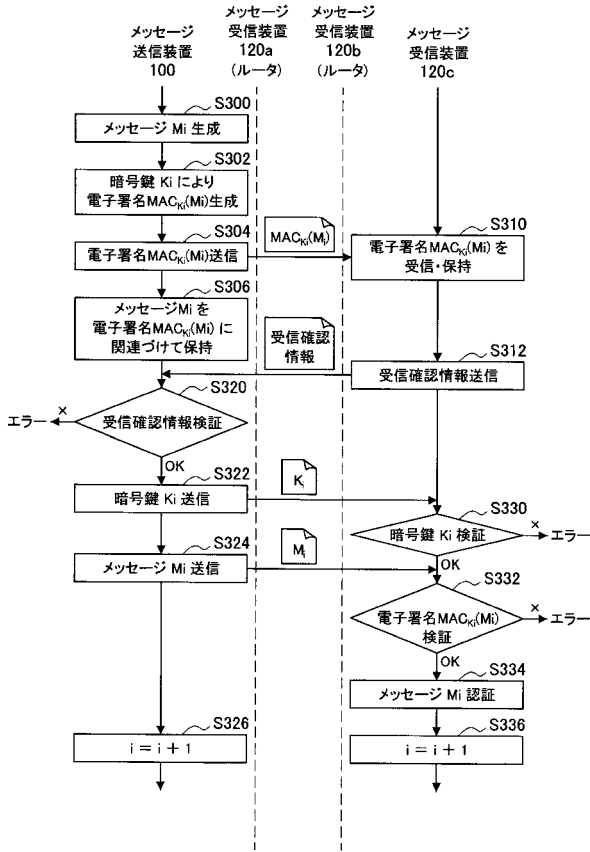 メッセージ
送信装置
100
メッセージ
受信装置
120a
(ルータ)
メッセージ
受信装置
120b
(ルータ)
メッセージ
受信装置
120c
S300
メッセージ Mi 生成
S302
暗号鍵 Ki により
電子署名MACKi(Mi)生成
S304
電子署名MACKi(Mi)送信
MACKi(Mi)
S310
電子署名MACKi(Mi) を
受信・保持
S306
メッセージMi を
電子署名MACKi(Mi) に
関連づけて保持
受信確認
情報
S312
受信確認情報送信
S320
受信確認情報検証
×
エラー
OK
S322
暗号鍵 Ki 送信
Ki
S330
暗号鍵 Ki 検証
×
エラー
OK
S324
メッセージ Mi 送信
Mi
S332
電子署名MACKi(Mi)
検証
×
エラー
OK
S334
メッセージ Mi 認証
S326
i = i + 1
S336
i = i + 1